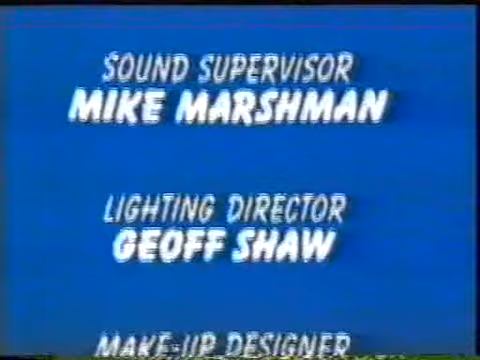 SOUND SUPERVISOR
MIKE MARSHMAN
LIGHTING DIRECTOR
GEOFF SHAW
MAKE-UP DESIGNER